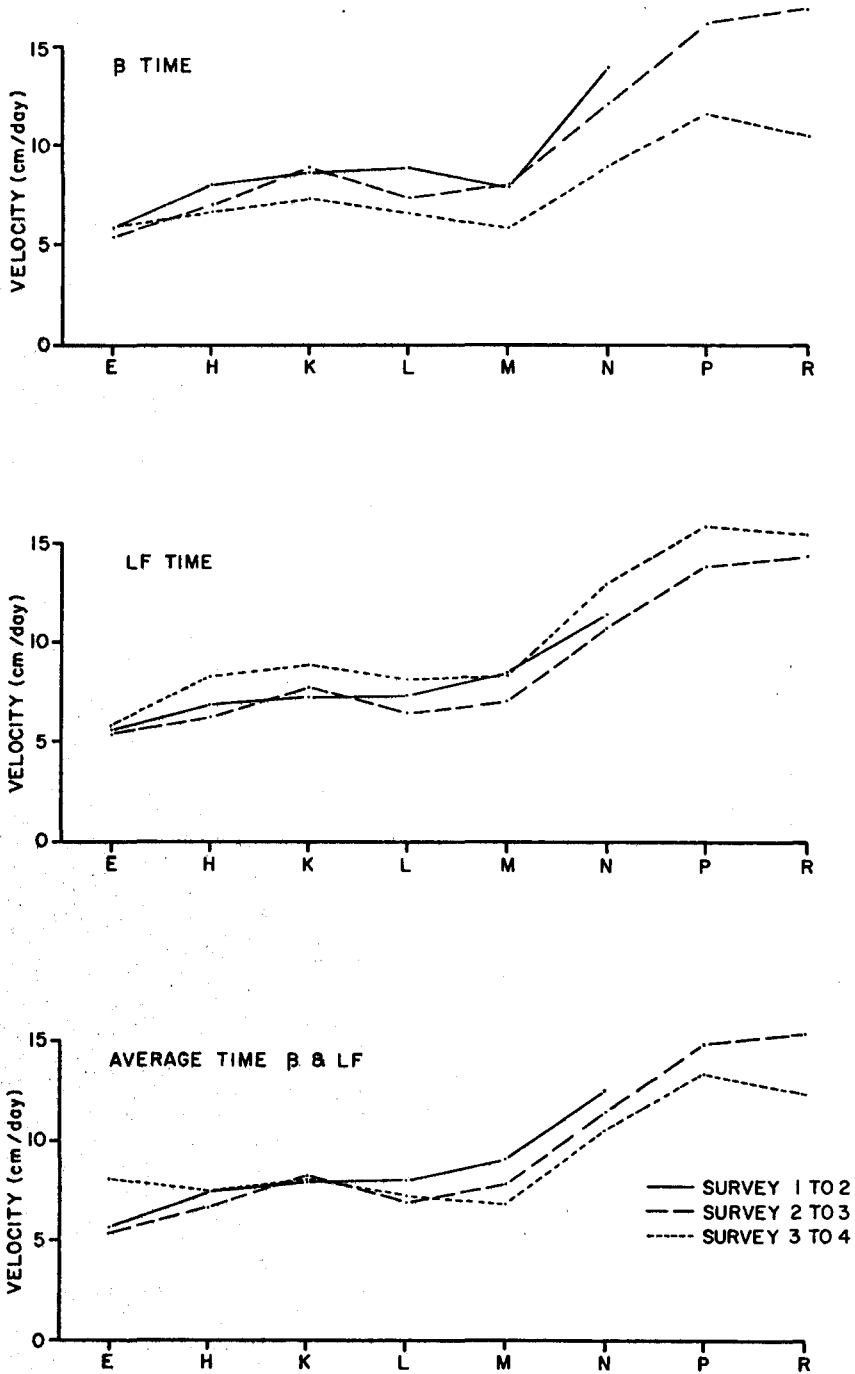 β TIME
VELOCITY (cm/day)
15
10
5
0
E H K L M N P R
LF TIME
VELOCITY (cm/day)
15
10
5
0
E H K L M N P R
AVERAGE TIME β & LF
VELOCITY (cm/day)
15
10
5
0
SURVEY 1 TO 2
SURVEY 2 TO 3
SURVEY 3 TO 4
E H K L M N P R